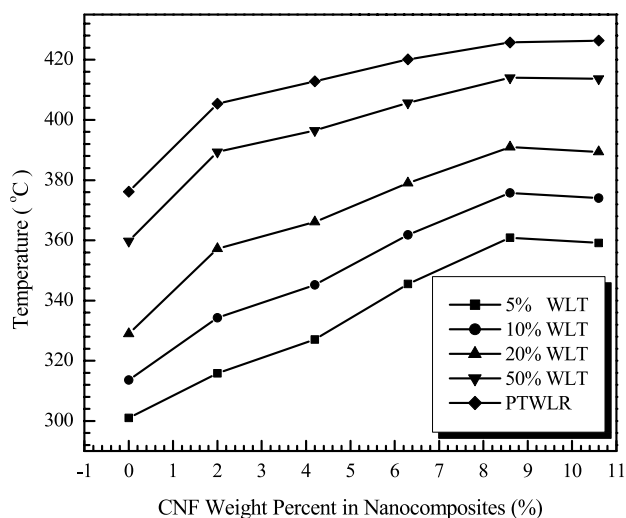 420
400
380
360
340
320
300
Temperature ( °C)
-1 0 1 2 3 4 5 6 7 8 9 10 11
CNF Weight Percent in Nanocomposites (%)
5% WLT
10% WLT
20% WLT
50% WLT
PTWLR